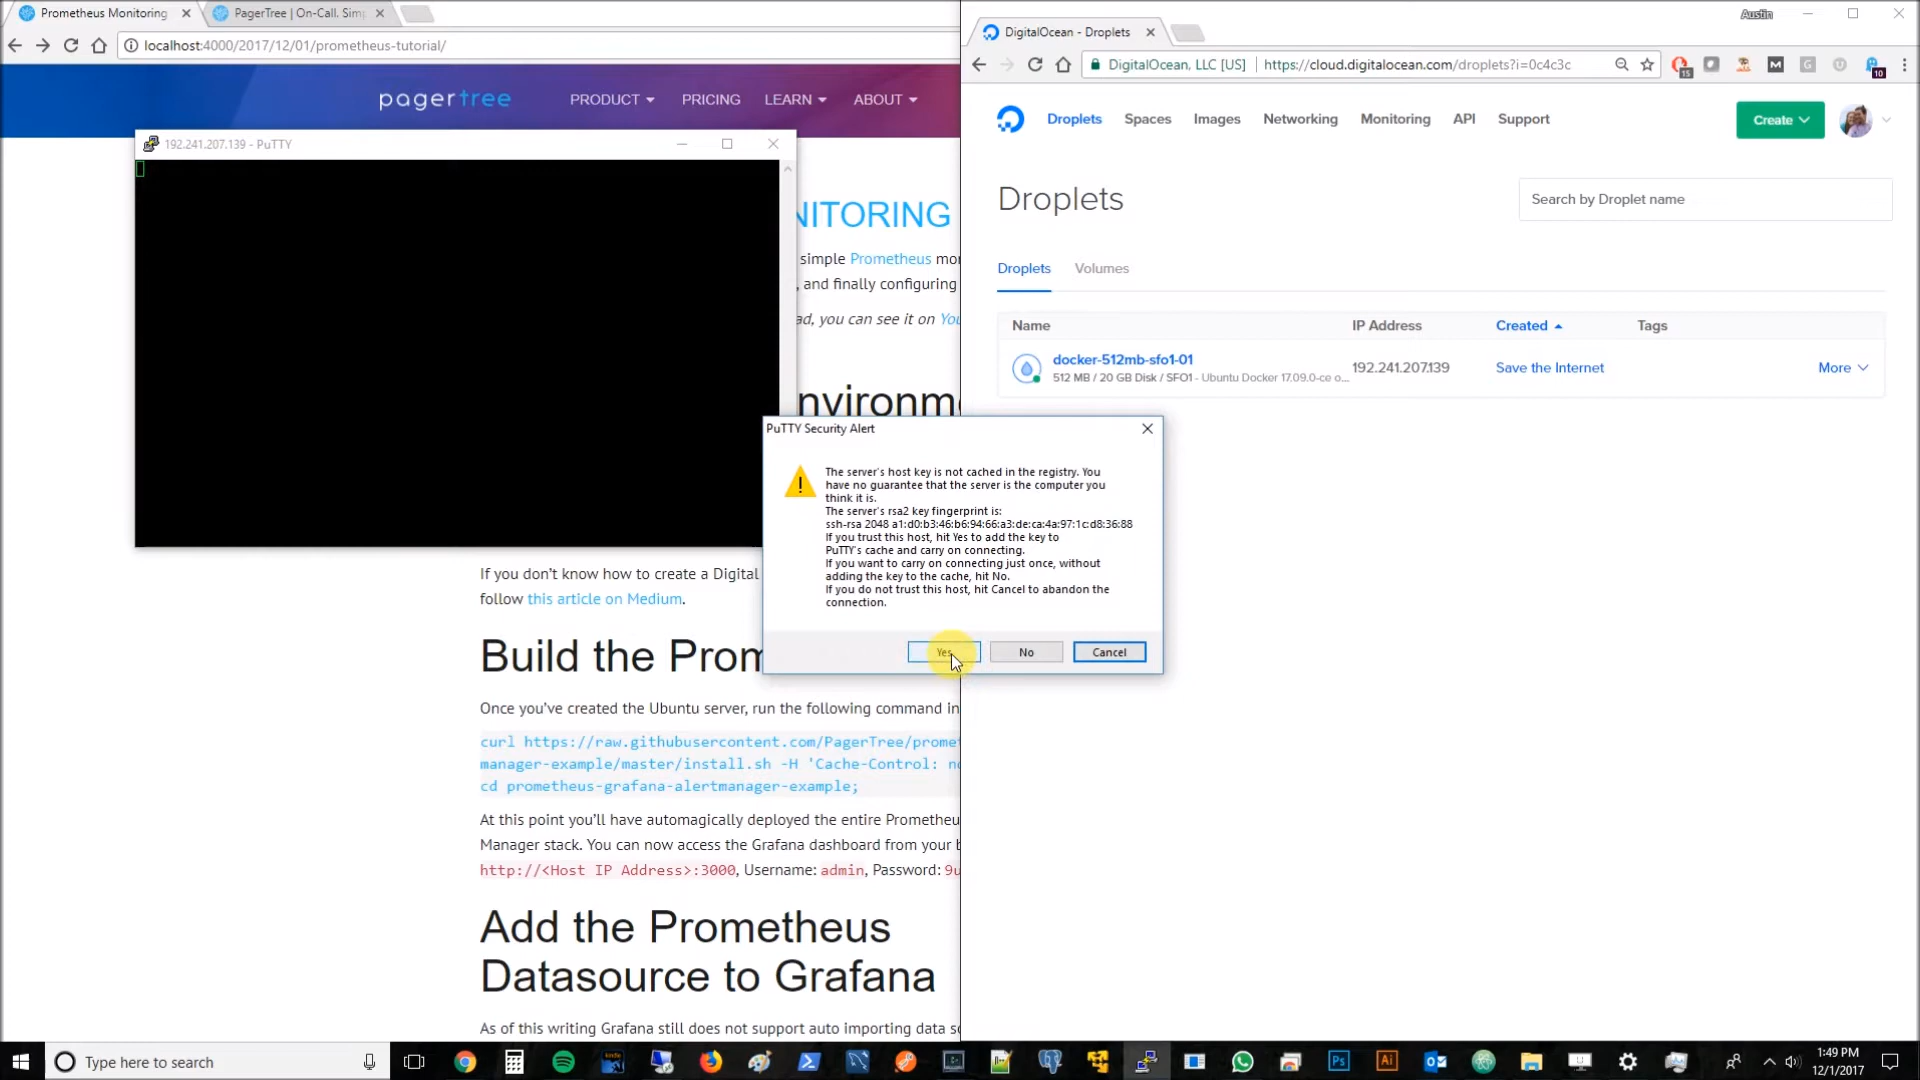 Prometheus Monitoring
PagerTree | On-Call. Sim
localhost:4000/2017/12/01/prometheus-tutorial/
pagertree
PRODUCT
PRICING
LEARN
ABOUT
192.241.207.139 - PuTTY
NITORING
simple Prometheus mon
, and finally configuring
ad, you can see it on You
nvironme
If you don't know how to create a Digital
follow this article on Medium.
Build the Prom
Once you've created the Ubuntu server, run the following command in
curl https://raw.githubusercontent.com/PagerTree/promet
manager-example/master/install.sh -H 'Cache-Control: no
cd prometheus-grafana-alertmanager-example;
At this point you'll have automagically deployed the entire Prometheu
Manager stack. You can now access the Grafana dashboard from your b
http://<Host IP Address>:3000, Username: admin, Password: 9u
Add the Prometheus
Datasource to Grafana
As of this writing Grafana still does not support auto importing data so
PuTTY Security Alert
The server's host key is not cached in the registry. You
have no guarantee that the server is the computer you
think it is.
The server's rsa2 key fingerprint is:
ssh-rsa 2048 a1:d0:b3:46:b6:94:66:a3:de:ca:4a:97:1c:d8:36:88
If you trust this host, hit Yes to add the key to
PuTTY's cache and carry on connecting.
If you want to carry on connecting just once, without
adding the key to the cache, hit No.
If you do not trust this host, hit Cancel to abandon the
connection.
Yes
No
Cancel
Austin
DigitalOcean - Droplets
DigitalOcean, LLC [US]
https://cloud.digitalocean.com/droplets?i=0c4c3c
15
10
Droplets
Spaces
Images
Networking
Monitoring
API
Support
Create
Droplets
Search by Droplet name
Droplets
Volumes
Name
IP Address
Created
Tags
docker-512mb-sfo1-01
512 MB / 20 GB Disk / SFO1 - Ubuntu Docker 17.09.0-ce o...
192.241.207.139
Save the Internet
More
Type here to search
1:49 PM
12/1/2017